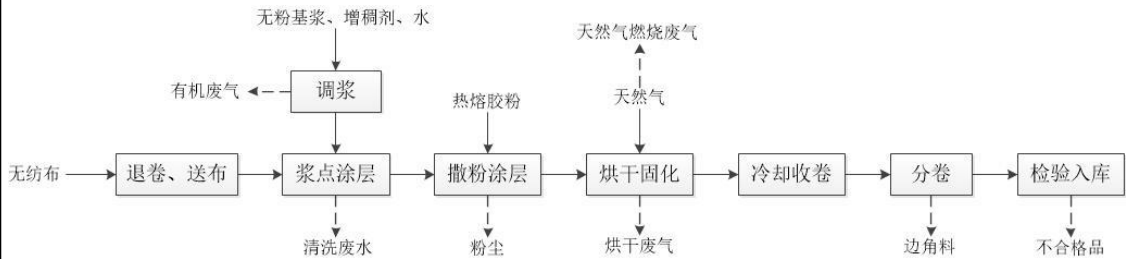 无粉基浆、增稠剂、水
天然气燃烧废气
有机废气
调浆
热熔胶粉
天然气
无纺布
退卷、送布
浆点涂层
撒粉涂层
烘干固化
冷却收卷
分卷
检验入库
清洗废水
粉尘
烘干废气
边角料
不合格品